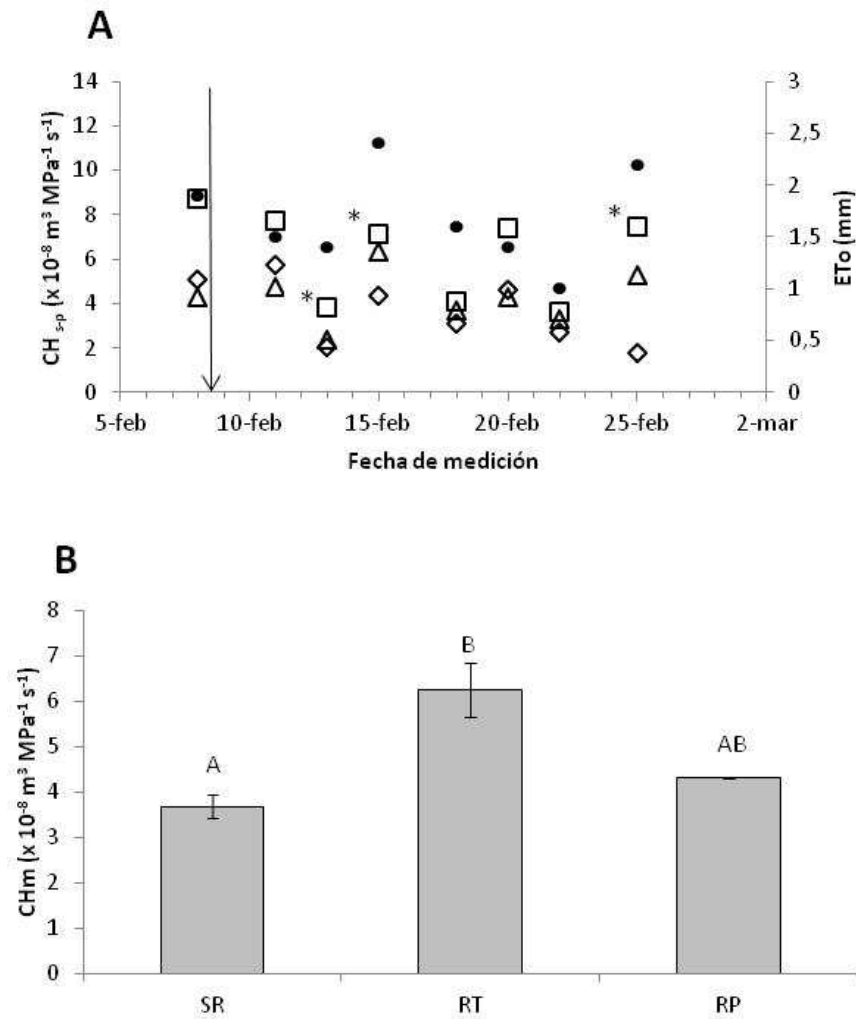 A
CH s-p (x 10⁻⁸ m³ MPa⁻¹ s⁻¹)
14
12
10
8
6
4
2
0
*
*
*
3
2,5
2
1,5
1
0,5
0
ETo (mm)
5-feb 10-feb 15-feb 20-feb 25-feb 2-mar
Fecha de medición
B
CHm (x 10⁻⁸ m³ MPa⁻¹ s⁻¹)
8
7
6
5
4
3
2
1
0
A
B
AB
SR RT RP